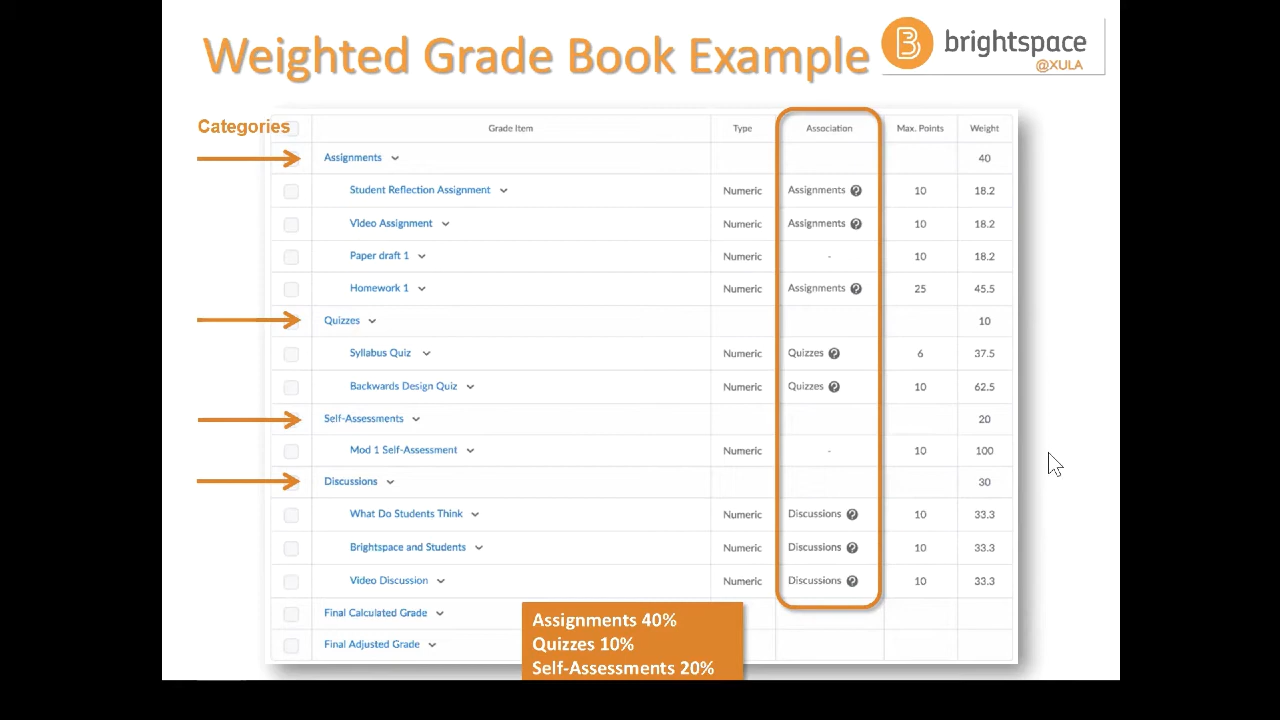 Weighted Grade Book Example
brightspace
@XULA
Categories
Grade Item Type Association Max. Points Weight
Assignments 40
Student Reflection Assignment Numeric Assignments ? 10 18.2
Video Assignment Numeric Assignments ? 10 18.2
Paper draft 1 Numeric - 10 18.2
Homework 1 Numeric Assignments ? 25 45.5
Quizzes 10
Syllabus Quiz Numeric Quizzes ? 6 37.5
Backwards Design Quiz Numeric Quizzes ? 10 62.5
Self-Assessments 20
Mod 1 Self-Assessment Numeric - 10 100
Discussions 30
What Do Students Think Numeric Discussions ? 10 33.3
Brightspace and Students Numeric Discussions ? 10 33.3
Video Discussion Numeric Discussions ? 10 33.3
Final Calculated Grade
Final Adjusted Grade
Assignments 40%
Quizzes 10%
Self-Assessments 20%